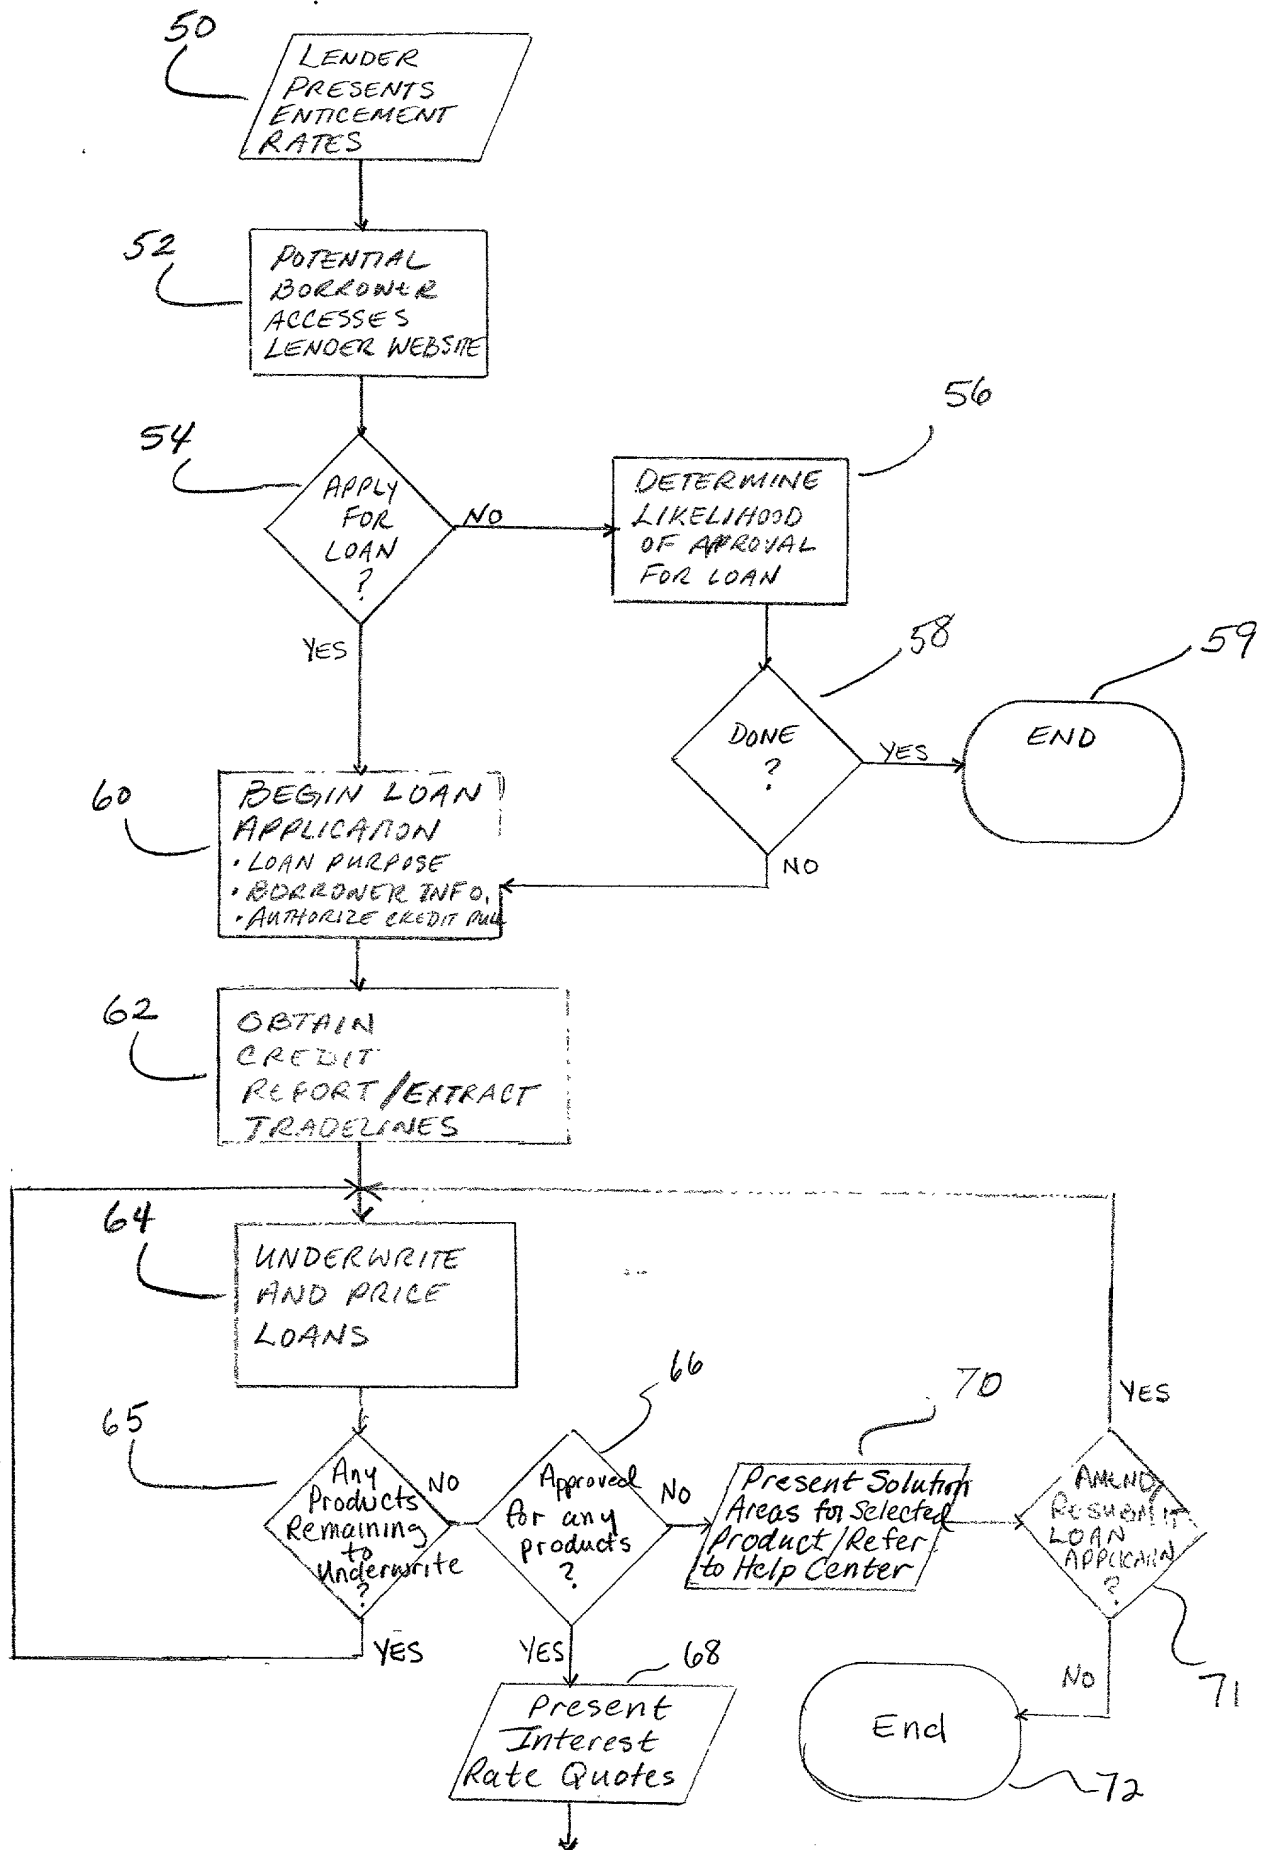 50
LENDER
PRESENTS
ENTICEMENT
RATES
52
POTENTIAL
BORROWER
ACCESSES
LENDER WEBSITE
54
APPLY
FOR
LOAN
?
NO
YES
56
DETERMINE
LIKELIHOOD
OF APROVAL
FOR LOAN
58
DONE
?
YES
NO
59
END
60
BEGIN LOAN
APPLICATION
• LOAN PURPOSE
• BORROWER INFO.
• AUTHORIZE CREDIT PULL
62
OBTAIN
CREDIT
REPORT/EXTRACT
TRADELINES
64
UNDERWRITE
AND PRICE
LOANS
65
Any
Products
Remaining
to
Underwrite
?
NO
YES
66
Approved
for any
products
?
NO
YES
68
Present
Interest
Rate Quotes
70
Present Solution
Areas for Selected
Product/Refer
to Help Center
AMEND/
RESUBMIT
LOAN
APPLICATN
?
YES
NO
71
End
72